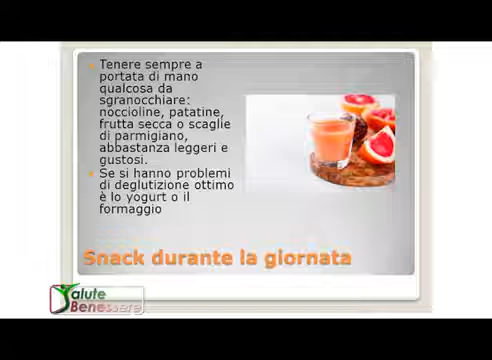 Tenere sempre a
portata di mano
qualcosa da
sgranocchiare:
noccioline, patatine,
frutta secca o scaglie
di parmigiano,
abbastanza leggeri e
gustosi.
Se si hanno problemi
di deglutizione ottimo
è lo yogurt o il
formaggio
Snack durante la giornata
Salute
Benessere